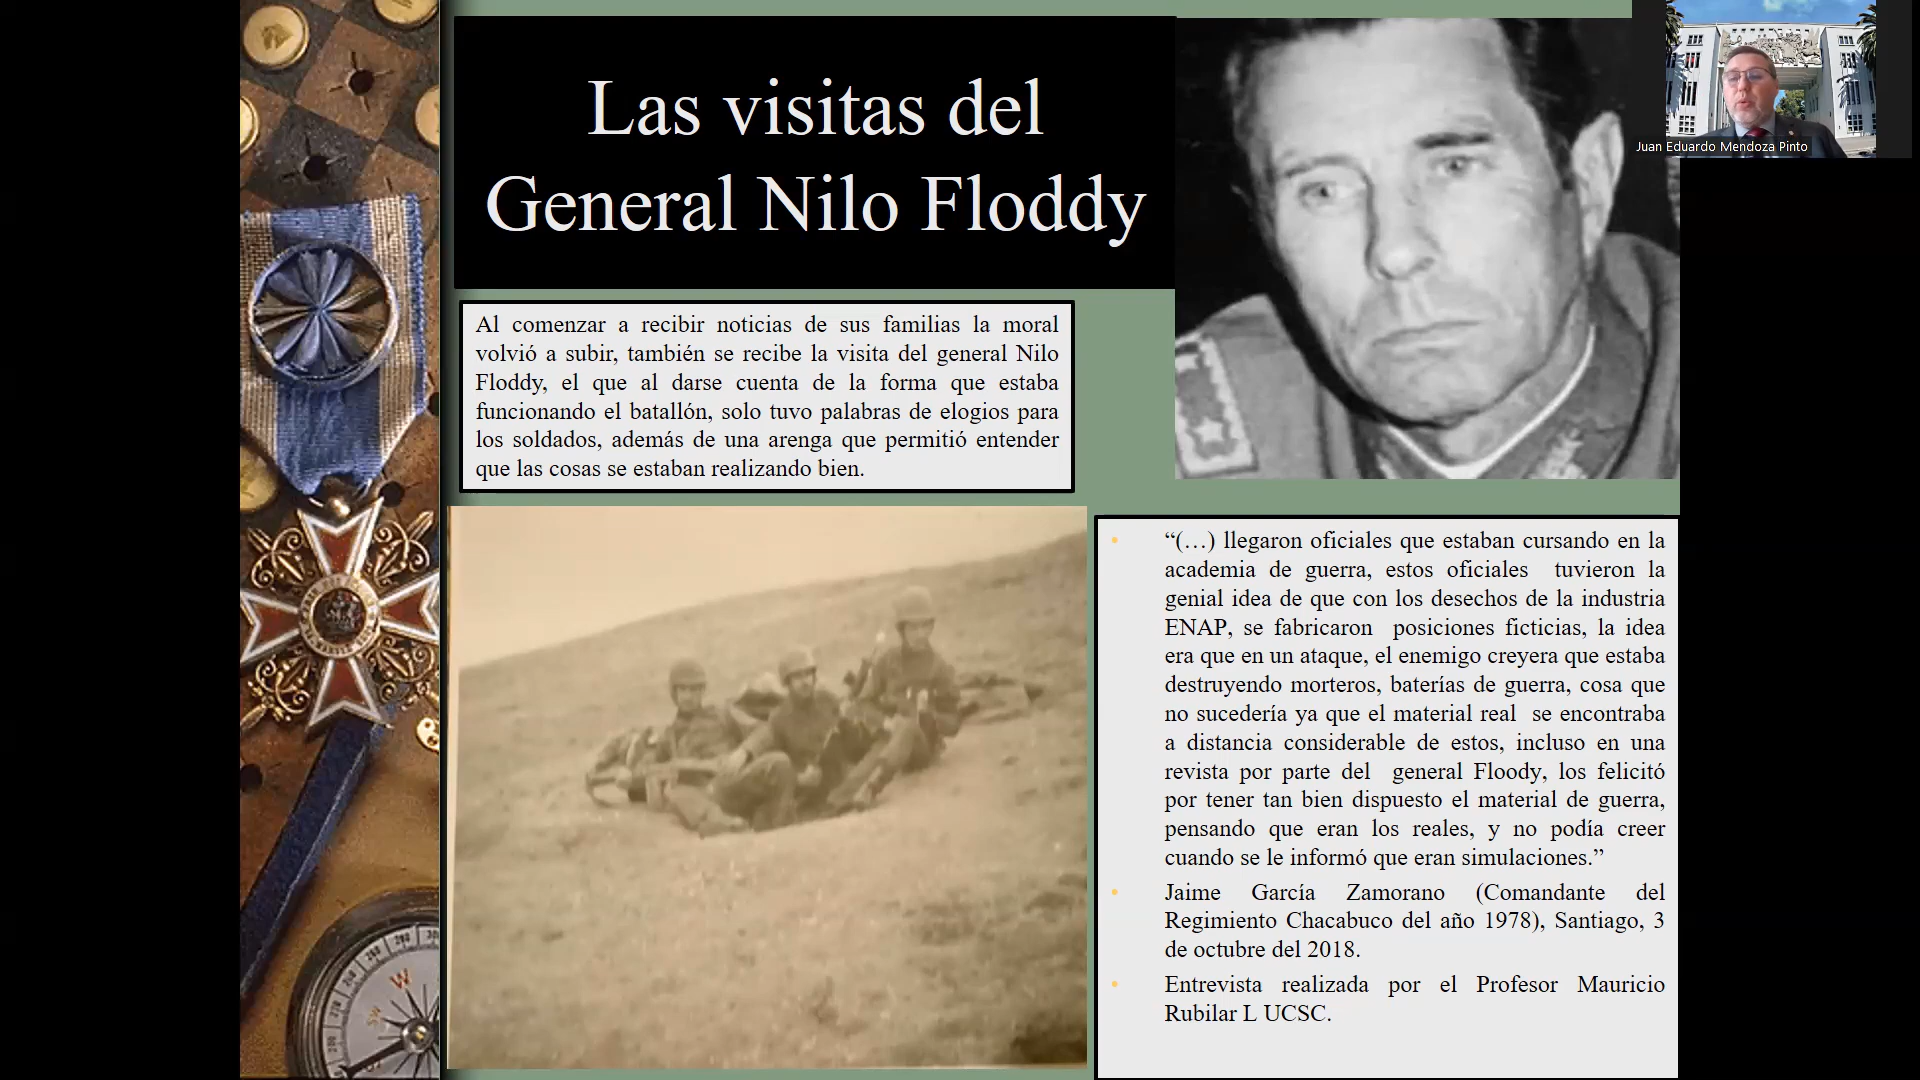 Las visitas del
General Nilo Floddy
Juan Eduardo Mendoza Pinto
Al comenzar a recibir noticias de sus familias la moral
volvió a subir, también se recibe la visita del general Nilo
Floddy, el que al darse cuenta de la forma que estaba
funcionando el batallón, solo tuvo palabras de elogios para
los soldados, además de una arenga que permitió entender
que las cosas se estaban realizando bien.
• “(…) llegaron oficiales que estaban cursando en la
academia de guerra, estos oficiales tuvieron la
genial idea de que con los desechos de la industria
ENAP, se fabricaron posiciones ficticias, la idea
era que en un ataque, el enemigo creyera que estaba
destruyendo morteros, baterías de guerra, cosa que
no sucedería ya que el material real se encontraba
a distancia considerable de estos, incluso en una
revista por parte del general Floody, los felicitó
por tener tan bien dispuesto el material de guerra,
pensando que eran los reales, y no podía creer
cuando se le informó que eran simulaciones.”
• Jaime García Zamorano (Comandante del
Regimiento Chacabuco del año 1978), Santiago, 3
de octubre del 2018.
• Entrevista realizada por el Profesor Mauricio
Rubilar L UCSC.
W